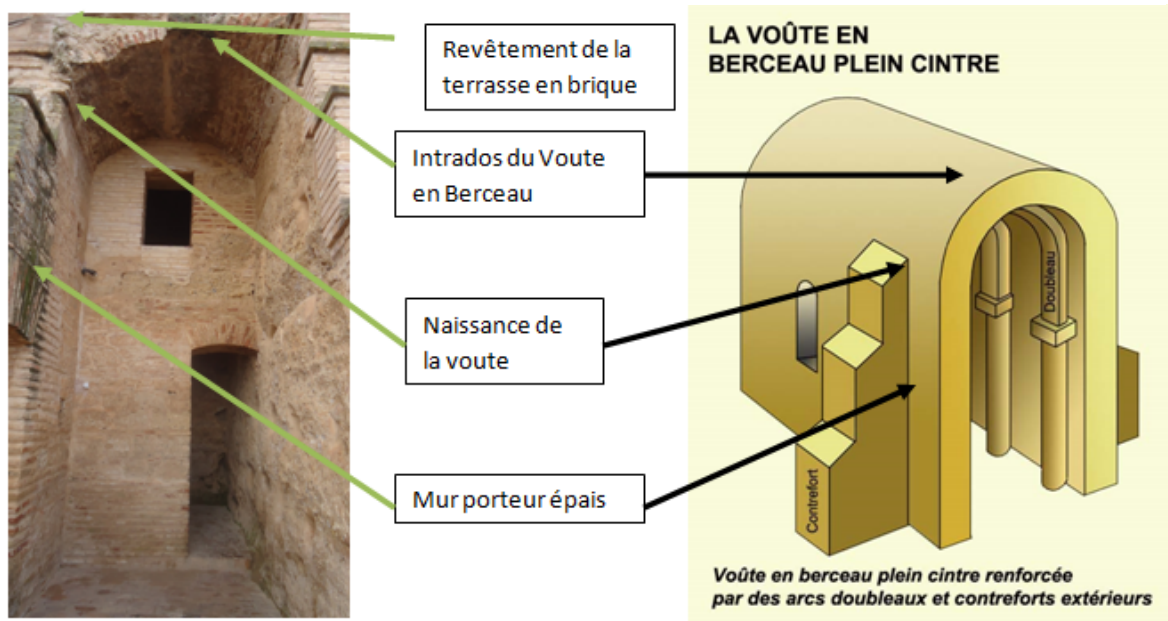 Revêtement de la
terrasse en brique
Intrados du Voute
en Berceau
Naissance de
la voute
Mur porteur épais
LA VOÛTE EN
BERCEAU PLEIN CINTRE
Doubleau
Contrefort
Voûte en berceau plein cintre renforcée
par des arcs doubleaux et contreforts extérieurs